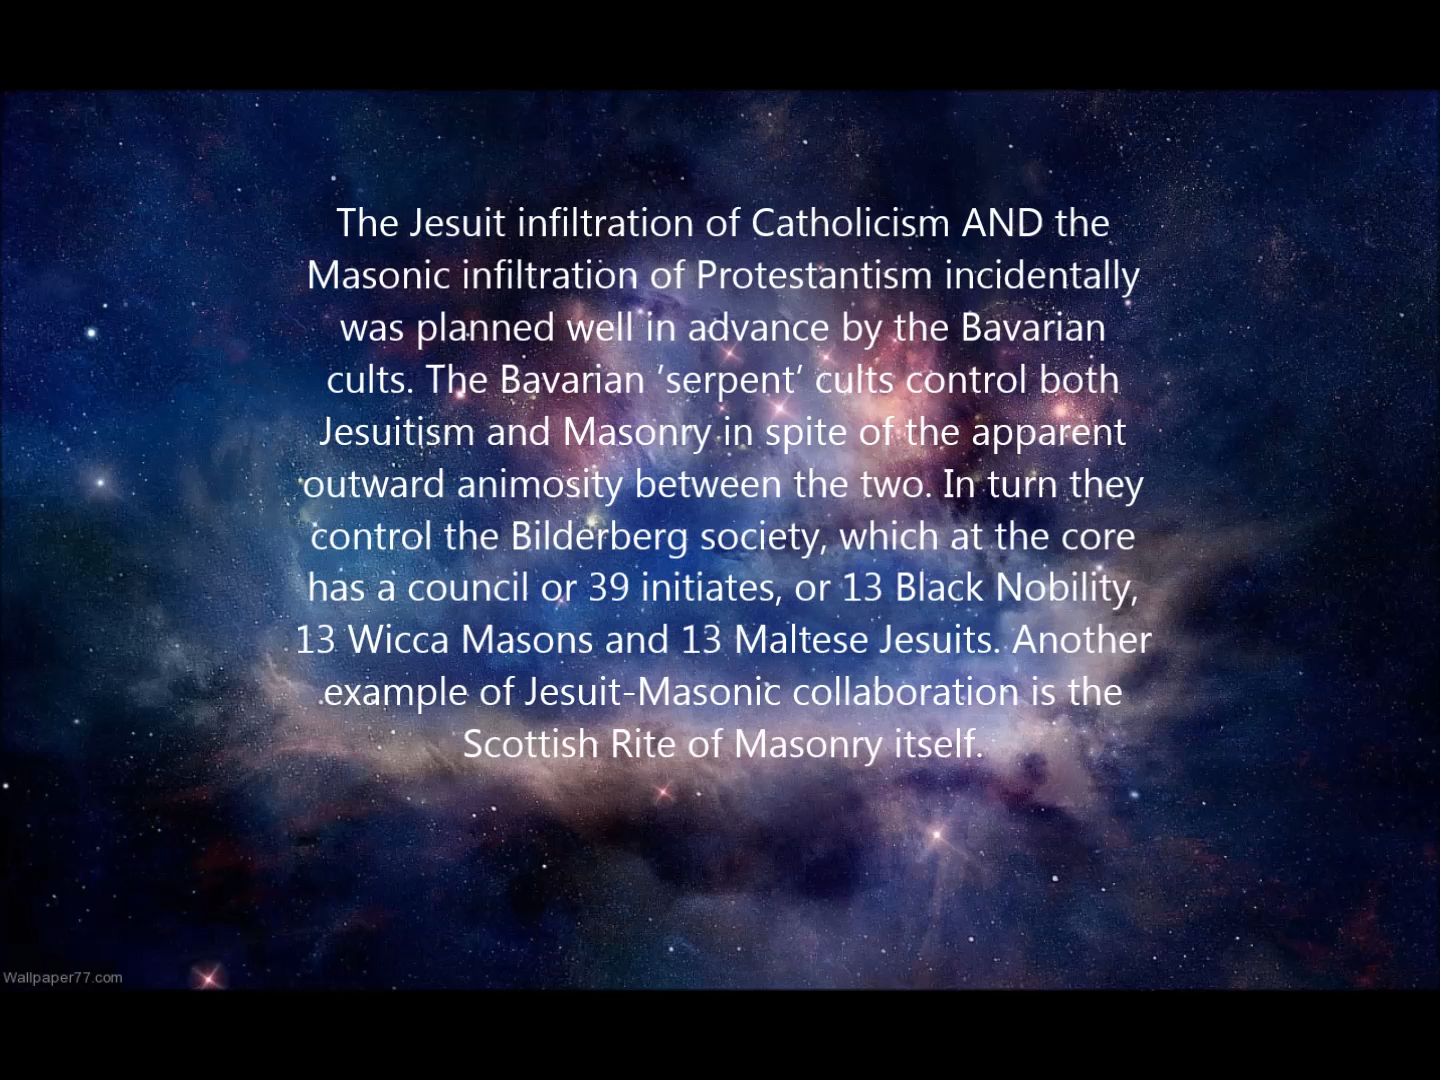 The Jesuit infiltration of Catholicism AND the
Masonic infiltration of Protestantism incidentally
was planned well in advance by the Bavarian
cults. The Bavarian 'serpent' cults control both
Jesuitism and Masonry in spite of the apparent
outward animosity between the two. In turn they
control the Bilderberg society, which at the core
has a council or 39 initiates, or 13 Black Nobility,
13 Wicca Masons and 13 Maltese Jesuits. Another
example of Jesuit-Masonic collaboration is the
Scottish Rite of Masonry itself.
Wallpaper77.com